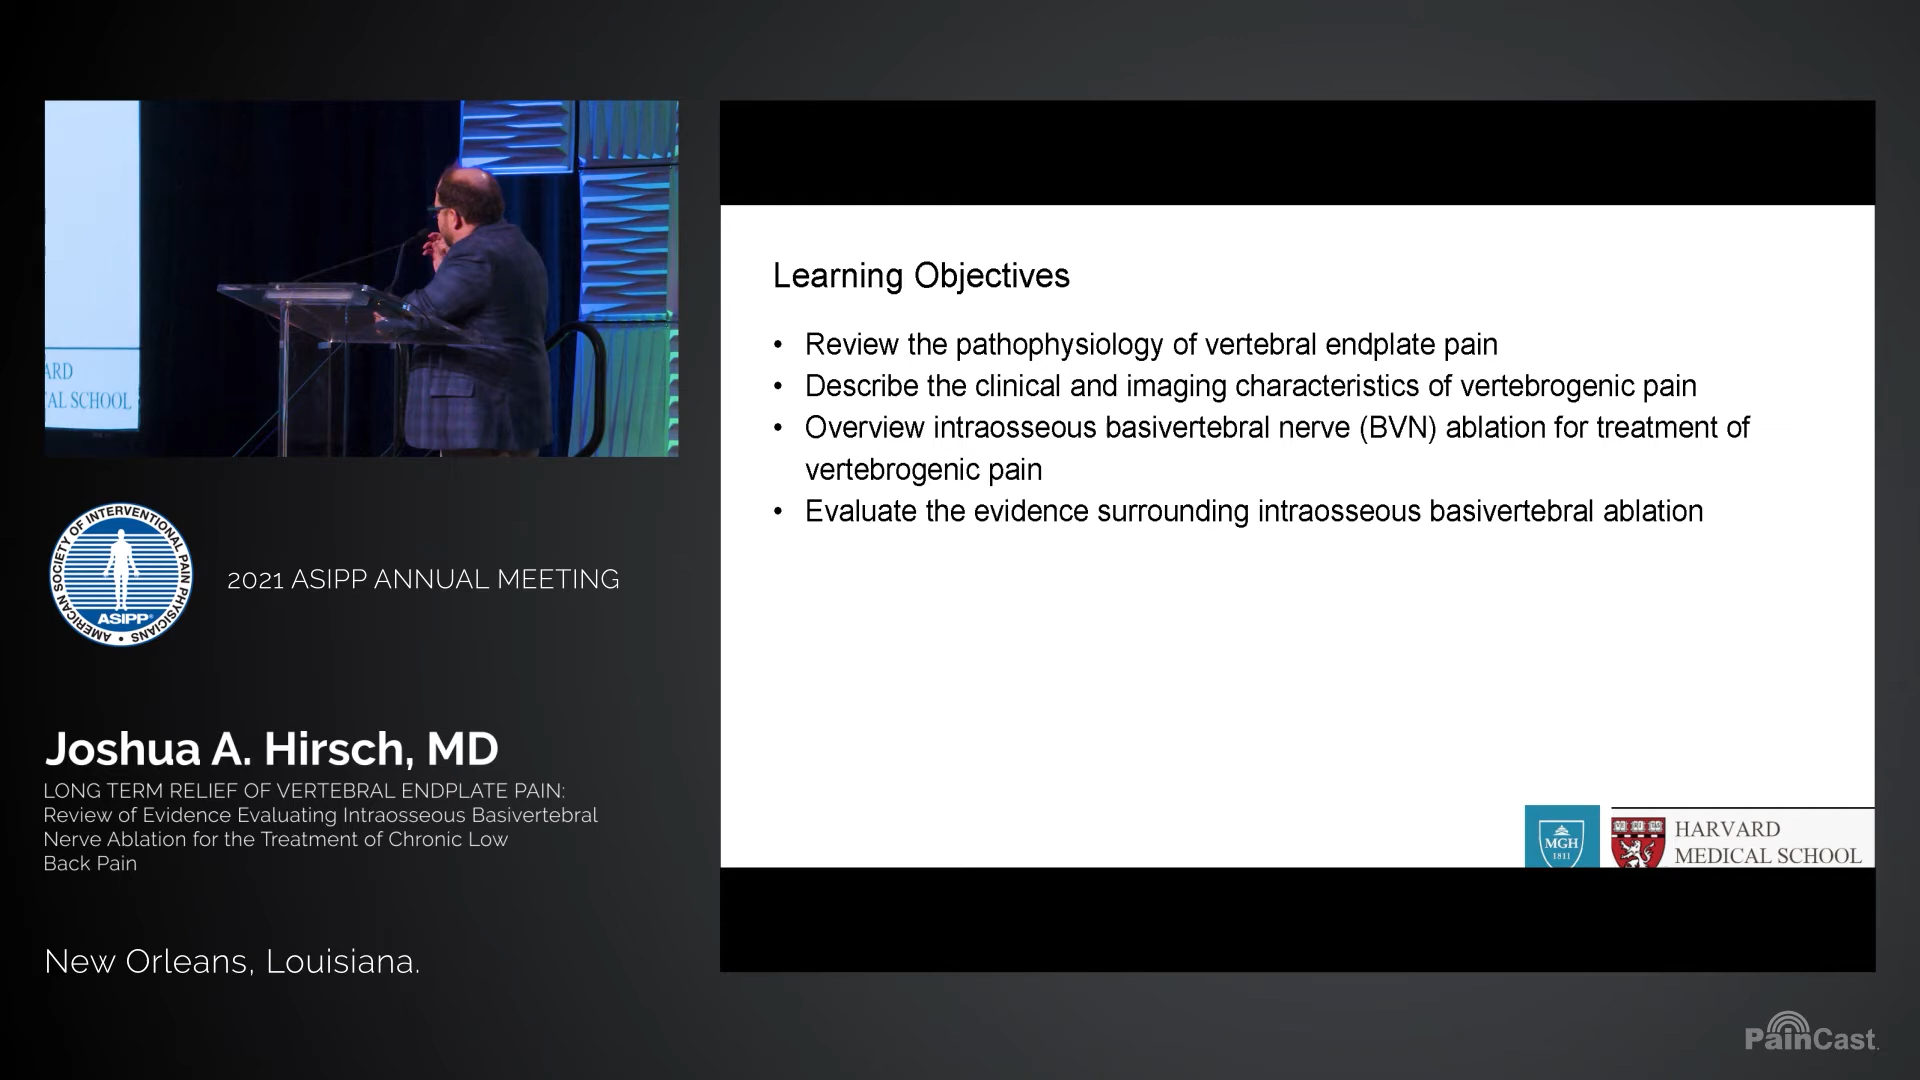 ARD
AL SCHOOL
AMERICAN SOCIETY OF INTERVENTIONAL PAIN PHYSICIANS
ASIPP®
2021 ASIPP ANNUAL MEETING
Joshua A. Hirsch, MD
LONG TERM RELIEF OF VERTEBRAL ENDPLATE PAIN:
Review of Evidence Evaluating Intraosseous Basivertebral
Nerve Ablation for the Treatment of Chronic Low
Back Pain
New Orleans, Louisiana.
Learning Objectives
• Review the pathophysiology of vertebral endplate pain
• Describe the clinical and imaging characteristics of vertebrogenic pain
• Overview intraosseous basivertebral nerve (BVN) ablation for treatment of
vertebrogenic pain
• Evaluate the evidence surrounding intraosseous basivertebral ablation
MGH
1811
HARVARD
MEDICAL SCHOOL
PainCast.